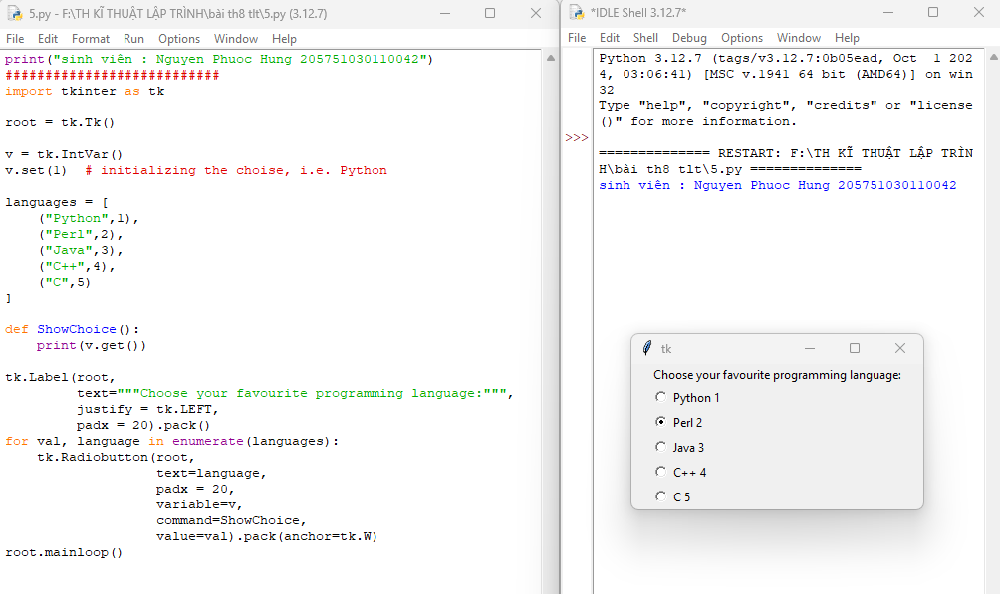 5.py - F:\TH KĨ THUẬT LẬP TRÌNH\bài th8 tlt\5.py (3.12.7)
File Edit Format Run Options Window Help
print("sinh viên : Nguyen Phuoc Hung 205751030110042")
###########################
import tkinter as tk
root = tk.Tk()
v = tk.IntVar()
v.set(1)  # initializing the choise, i.e. Python
languages = [
    ("Python",1),
    ("Perl",2),
    ("Java",3),
    ("C++",4),
    ("C",5)
]
def ShowChoice():
    print(v.get())
tk.Label(root,
         text="""Choose your favourite programming language:""",
         justify = tk.LEFT,
         padx = 20).pack()
for val, language in enumerate(languages):
    tk.Radiobutton(root,
                   text=language,
                   padx = 20,
                   variable=v,
                   command=ShowChoice,
                   value=val).pack(anchor=tk.W)
root.mainloop()
*IDLE Shell 3.12.7*
File Edit Shell Debug Options Window Help
Python 3.12.7 (tags/v3.12.7:0b05ead, Oct  1 202
4, 03:06:41) [MSC v.1941 64 bit (AMD64)] on win
32
Type "help", "copyright", "credits" or "license
()" for more information.
>>>
============== RESTART: F:\TH KĨ THUẬT LẬP TRÌN
H\bài th8 tlt\5.py ==============
sinh viên : Nguyen Phuoc Hung 205751030110042
tk
Choose your favourite programming language:
Python 1
Perl 2
Java 3
C++ 4
C 5